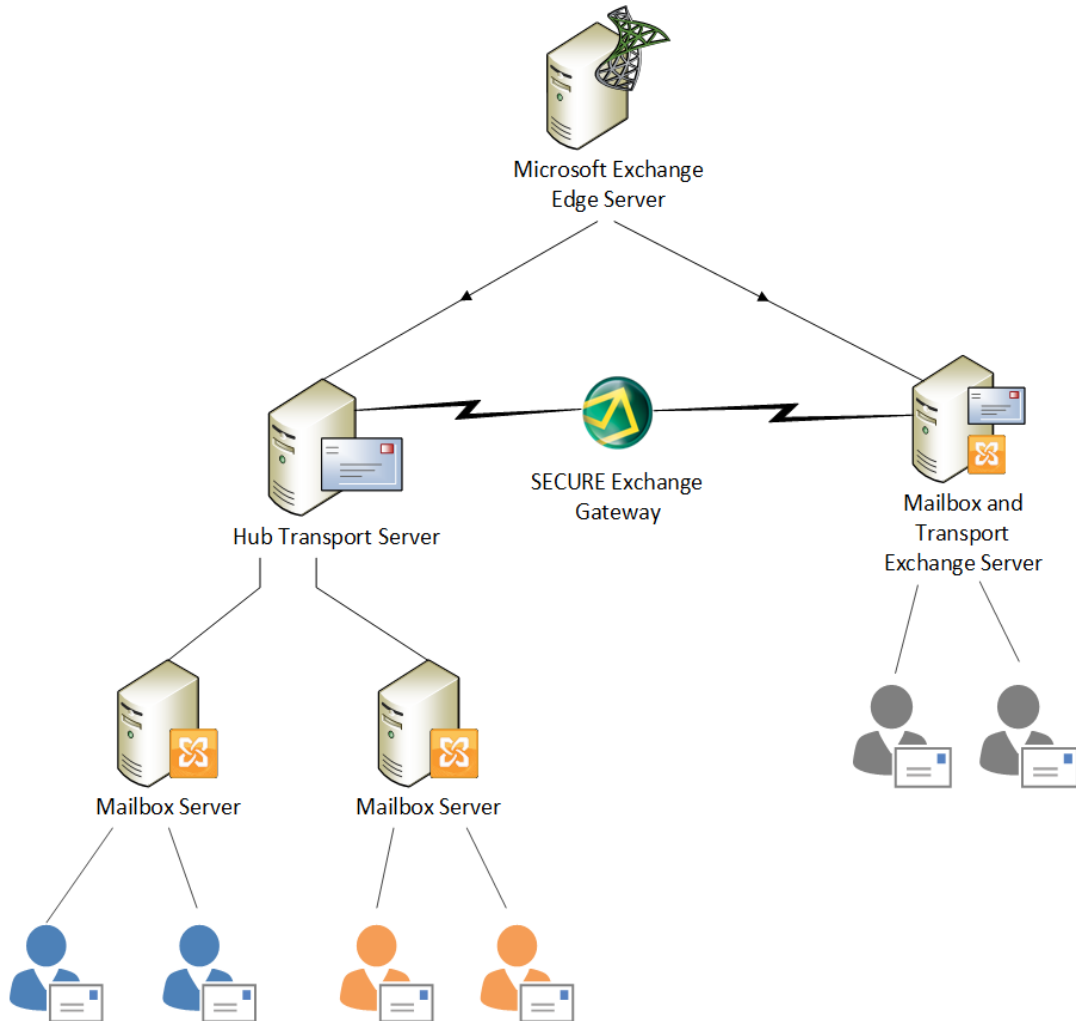 Microsoft Exchange
Edge Server
SECURE Exchange
Gateway
Hub Transport Server
Mailbox and
Transport
Exchange Server
Mailbox Server
Mailbox Server